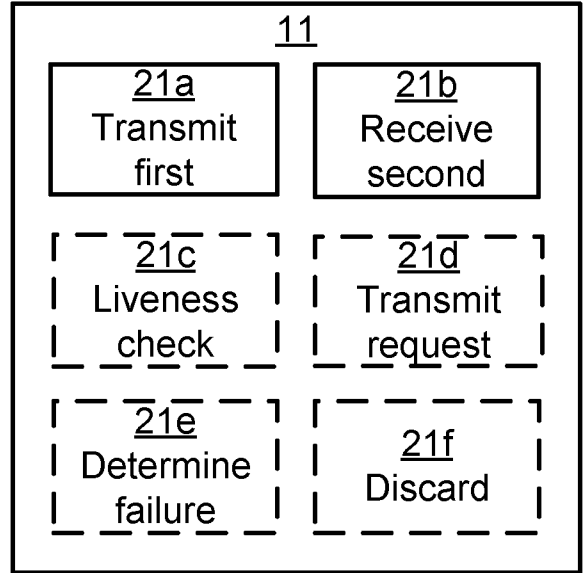 11
21a
Transmit
first
21b
Receive
second
21c
Liveness
check
21d
Transmit
request
21e
Determine
failure
21f
Discard